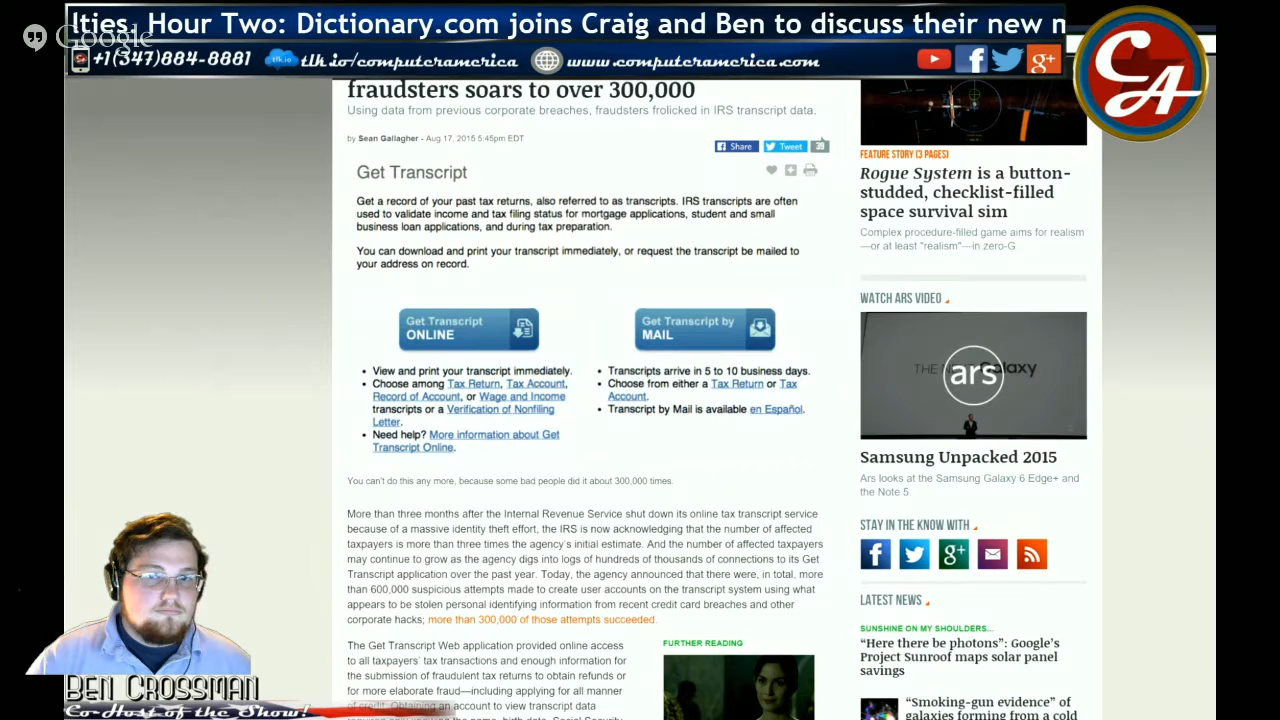 lties, Hour Two: Dictionary.com joins Craig and Ben to discuss their new m
Google
+1(347)884-8881 tlk.io/computeramerica www.computeramerica.com
CA
fraudsters soars to over 300,000
Using data from previous corporate breaches, fraudsters frolicked in IRS transcript data.
by Sean Gallagher - Aug 17, 2015 5:45pm EDT
Share Tweet 39
Get Transcript
Get a record of your past tax returns, also referred to as transcripts. IRS transcripts are often
used to validate income and tax filing status for mortgage applications, student and small
business loan applications, and during tax preparation.
You can download and print your transcript immediately, or request the transcript be mailed to
your address on record.
Get Transcript
ONLINE
• View and print your transcript immediately.
• Choose among Tax Return, Tax Account,
Record of Account, or Wage and Income
transcripts or a Verification of Nonfiling
Letter.
• Need help? More information about Get
Transcript Online.
Get Transcript by
MAIL
• Transcripts arrive in 5 to 10 business days.
• Choose from either a Tax Return or Tax
Account.
• Transcript by Mail is available en Español.
You can't do this any more, because some bad people did it about 300,000 times.
More than three months after the Internal Revenue Service shut down its online tax transcript service
because of a massive identity theft effort, the IRS is now acknowledging that the number of affected
taxpayers is more than three times the agency's initial estimate. And the number of affected taxpayers
may continue to grow as the agency digs into logs of hundreds of thousands of connections to its Get
Transcript application over the past year. Today, the agency announced that there were, in total, more
than 600,000 suspicious attempts made to create user accounts on the transcript system using what
appears to be stolen personal identifying information from recent credit card breaches and other
corporate hacks; more than 300,000 of those attempts succeeded.
The Get Transcript Web application provided online access
to all taxpayers' tax transactions and enough information for
the submission of fraudulent tax returns to obtain refunds or
for more elaborate fraud—including applying for all manner
of credit. Obtaining an account to view transcript data
FURTHER READING
FEATURE STORY (3 PAGES)
Rogue System is a button-
studded, checklist-filled
space survival sim
Complex procedure-filled game aims for realism
—or at least "realism"—in zero-G.
WATCH ARS VIDEO
THE Galaxy
ars
Samsung Unpacked 2015
Ars looks at the Samsung Galaxy 6 Edge+ and
the Note 5.
STAY IN THE KNOW WITH
LATEST NEWS
SUNSHINE ON MY SHOULDERS...
“Here there be photons”: Google’s
Project Sunroof maps solar panel
savings
“Smoking-gun evidence” of
galaxies forming from a cold
BEN CROSSMAN
Co-Host of the Show!